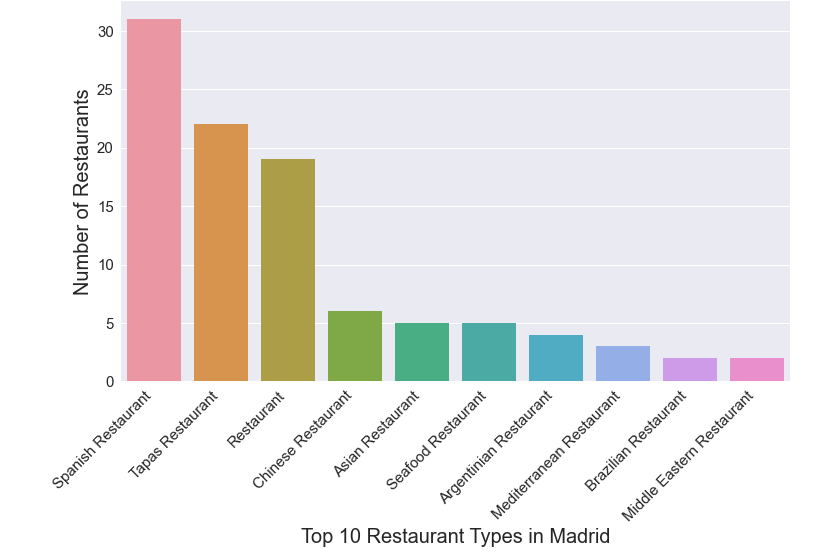 Number of Restaurants
30
25
20
15
10
5
0
Spanish Restaurant
Tapas Restaurant
Restaurant
Chinese Restaurant
Asian Restaurant
Seafood Restaurant
Argentinian Restaurant
Mediterranean Restaurant
Brazilian Restaurant
Middle Eastern Restaurant
Top 10 Restaurant Types in Madrid